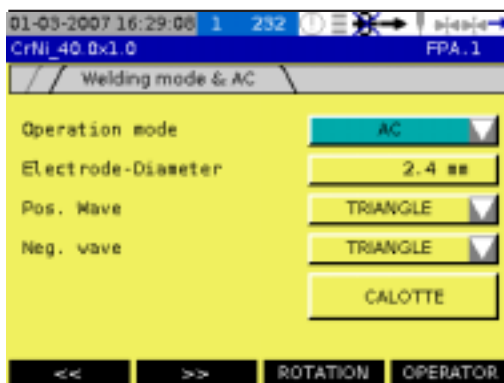 01-03-2007 16:29:08 1 232
CrNi_40.0x1.0 FPA.1
Welding mode & AC
Operation mode AC
Electrode-Diameter 2.4 mm
Pos. Wave TRIANGLE
Neg. wave TRIANGLE
CALOTTE
<< >> ROTATION OPERATOR